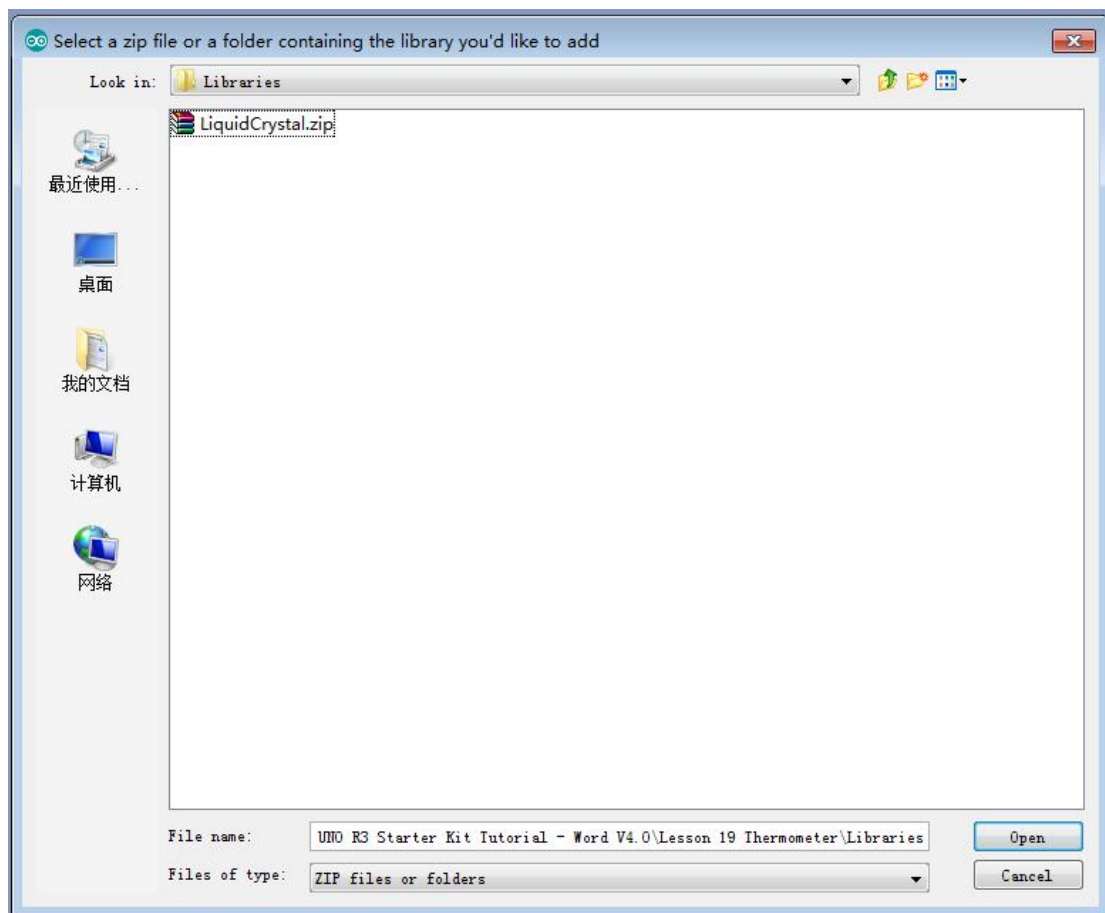 Select a zip file or a folder containing the library you'd like to add
Look in:
Libraries
LiquidCrystal.zip
最近使用...
桌面
我的文档
计算机
网络
File name:
UNO R3 Starter Kit Tutorial - Word V4.0\Lesson 19 Thermometer\Libraries
Open
Files of type:
ZIP files or folders
Cancel